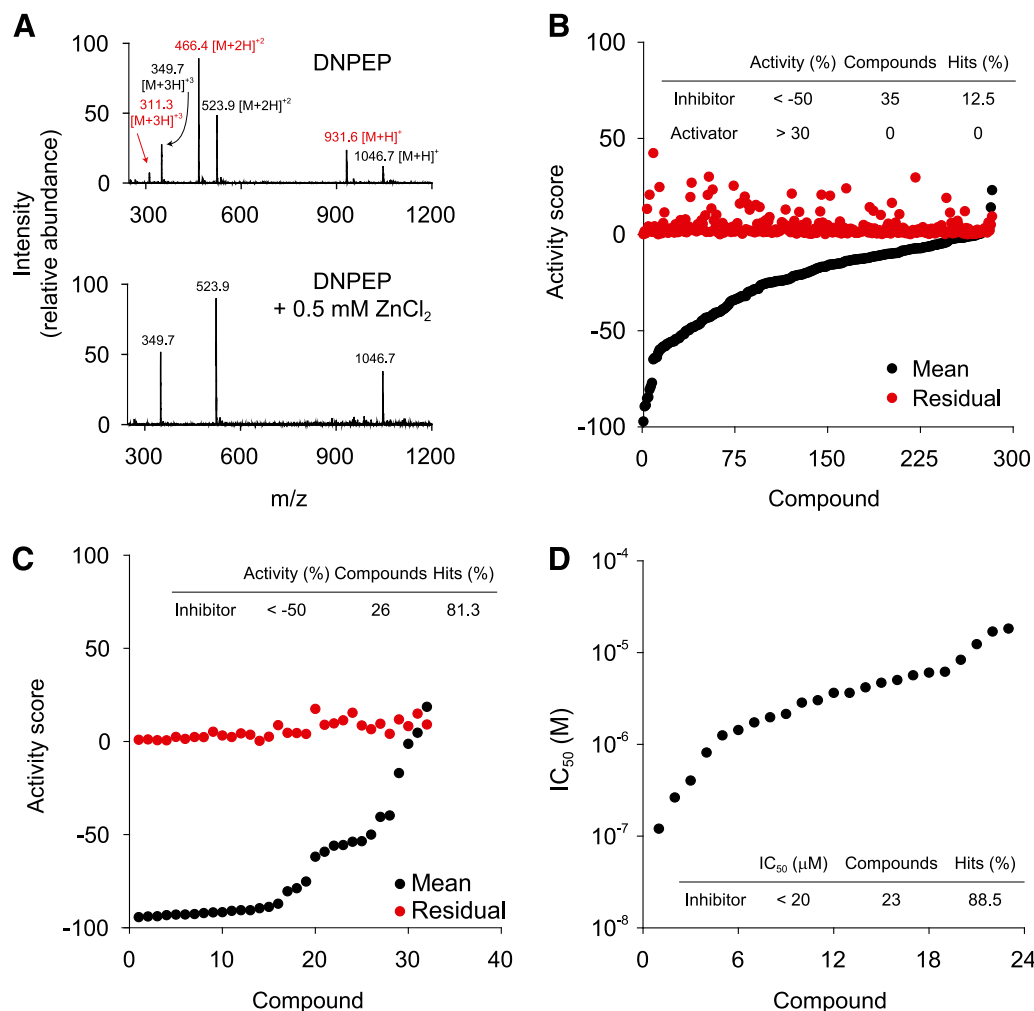 A
100
50
0
466.4 [M+2H]⁺²
DNPEP
349.7
[M+3H]⁺³
311.3
[M+3H]⁺³
523.9 [M+2H]⁺²
931.6 [M+H]⁺
1046.7 [M+H]⁺
300 600 900 1200
Intensity
(relative abundance)
100
50
0
DNPEP
+ 0.5 mM ZnCl₂
349.7
523.9
1046.7
300 600 900 1200
m/z
B
100
50
0
-50
-100
Activity score
Activity (%) Compounds Hits (%)
Inhibitor < -50 35 12.5
Activator > 30 0 0
Mean
Residual
0 75 150 225 300
Compound
C
100
50
0
-50
-100
Activity score
Activity (%) Compounds Hits (%)
Inhibitor < -50 26 81.3
Mean
Residual
0 10 20 30 40
Compound
D
10⁻⁴
10⁻⁵
10⁻⁶
10⁻⁷
10⁻⁸
IC₅₀ (M)
IC₅₀ (μM) Compounds Hits (%)
Inhibitor < 20 23 88.5
0 6 12 18 24
Compound